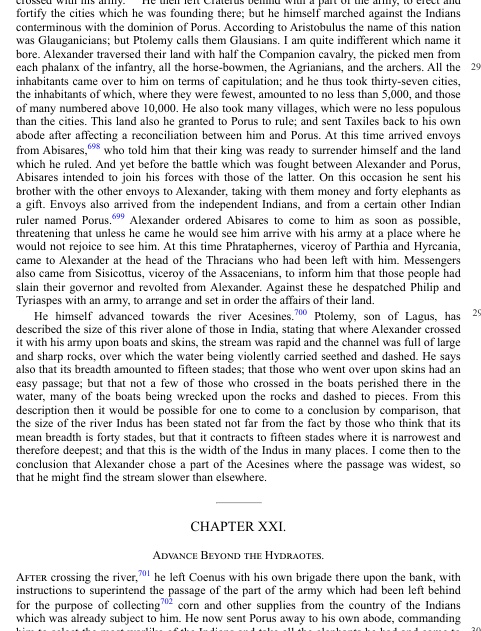 crossed with his army. He then left Craterus behind with a part of the army, to erect and
fortify the cities which he was founding there; but he himself marched against the Indians
conterminous with the dominion of Porus. According to Aristobulus the name of this nation
was Glauganicians; but Ptolemy calls them Glausians. I am quite indifferent which name it
bore. Alexander traversed their land with half the Companion cavalry, the picked men from
each phalanx of the infantry, all the horse-bowmen, the Agrianians, and the archers. All the 29
inhabitants came over to him on terms of capitulation; and he thus took thirty-seven cities,
the inhabitants of which, where they were fewest, amounted to no less than 5,000, and those
of many numbered above 10,000. He also took many villages, which were no less populous
than the cities. This land also he granted to Porus to rule; and sent Taxiles back to his own
abode after affecting a reconciliation between him and Porus. At this time arrived envoys
from Abisares,698 who told him that their king was ready to surrender himself and the land
which he ruled. And yet before the battle which was fought between Alexander and Porus,
Abisares intended to join his forces with those of the latter. On this occasion he sent his
brother with the other envoys to Alexander, taking with them money and forty elephants as
a gift. Envoys also arrived from the independent Indians, and from a certain other Indian
ruler named Porus.699 Alexander ordered Abisares to come to him as soon as possible,
threatening that unless he came he would see him arrive with his army at a place where he
would not rejoice to see him. At this time Phrataphernes, viceroy of Parthia and Hyrcania,
came to Alexander at the head of the Thracians who had been left with him. Messengers
also came from Sisicottus, viceroy of the Assacenians, to inform him that those people had
slain their governor and revolted from Alexander. Against these he despatched Philip and
Tyriaspes with an army, to arrange and set in order the affairs of their land.
He himself advanced towards the river Acesines.700 Ptolemy, son of Lagus, has 29
described the size of this river alone of those in India, stating that where Alexander crossed
it with his army upon boats and skins, the stream was rapid and the channel was full of large
and sharp rocks, over which the water being violently carried seethed and dashed. He says
also that its breadth amounted to fifteen stades; that those who went over upon skins had an
easy passage; but that not a few of those who crossed in the boats perished there in the
water, many of the boats being wrecked upon the rocks and dashed to pieces. From this
description then it would be possible for one to come to a conclusion by comparison, that
the size of the river Indus has been stated not far from the fact by those who think that its
mean breadth is forty stades, but that it contracts to fifteen stades where it is narrowest and
therefore deepest; and that this is the width of the Indus in many places. I come then to the
conclusion that Alexander chose a part of the Acesines where the passage was widest, so
that he might find the stream slower than elsewhere.
CHAPTER XXI.
Advance Beyond the Hydraotes.
After crossing the river,701 he left Coenus with his own brigade there upon the bank, with
instructions to superintend the passage of the part of the army which had been left behind
for the purpose of collecting702 corn and other supplies from the country of the Indians
which was already subject to him. He now sent Porus away to his own abode, commanding